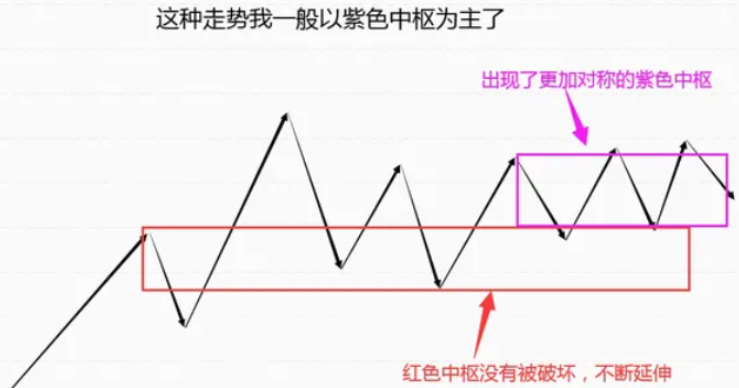 这种走势我一般以紫色中枢为主了
出现了更加对称的紫色中枢
红色中枢没有被破坏，不断延伸